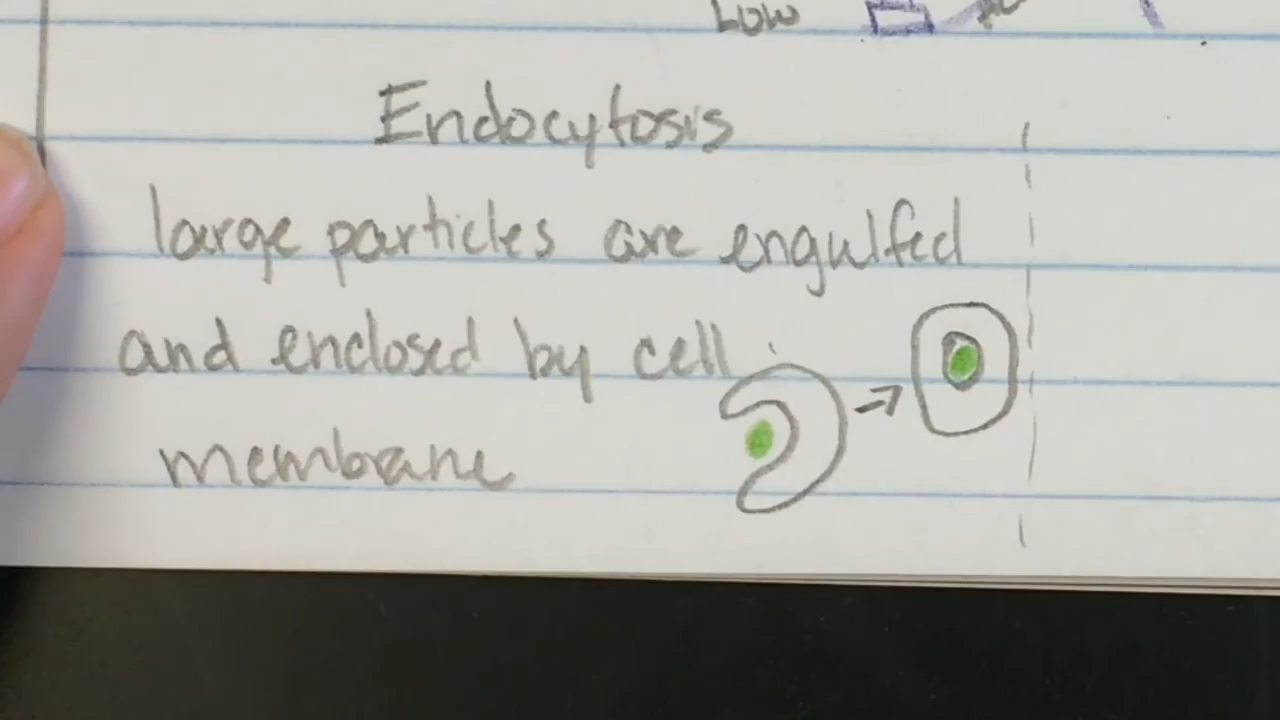 Low
Endocytosis
large particles are engulfed
and enclosed by cell
membrane